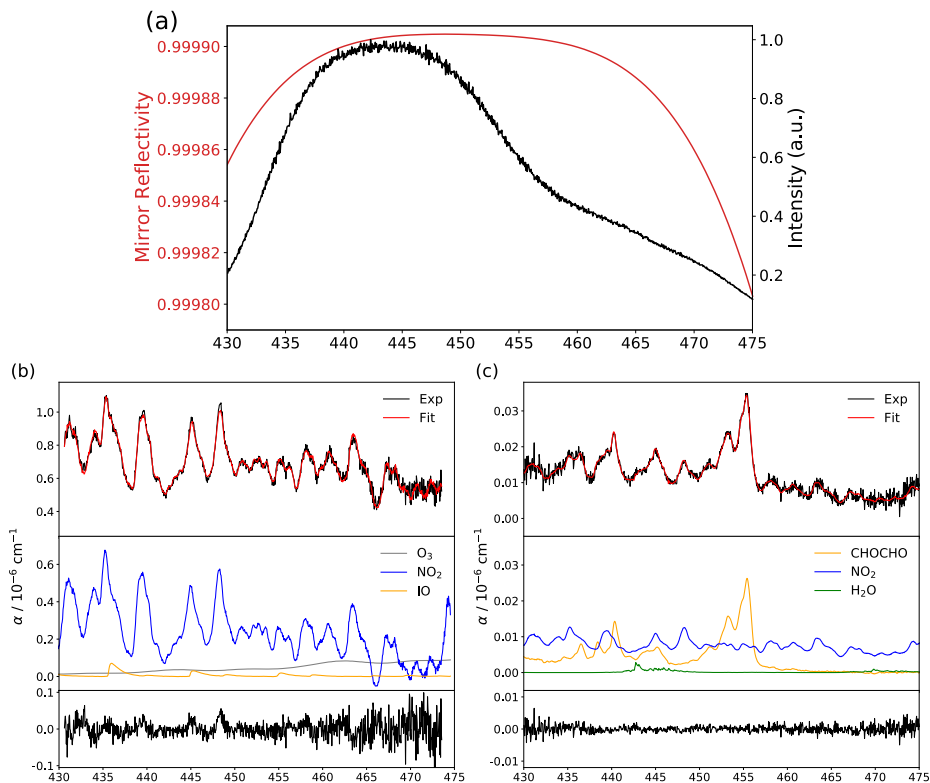 (a)
Mirror Reflectivity
0.99990
0.99988
0.99986
0.99984
0.99982
0.99980
1.0
0.8
0.6
0.4
0.2
Intensity (a.u.)
430 435 440 445 450 455 460 465 470 475
(b)
Exp
Fit
1.0
0.8
0.6
0.4
O₃
NO₂
IO
0.6
0.4
0.2
0.0
α / 10⁻⁶ cm⁻¹
0.1
0.0
-0.1
430 435 440 445 450 455 460 465 470 475
(c)
Exp
Fit
0.03
0.02
0.01
0.00
CHOCHO
NO₂
H₂O
0.03
0.02
0.01
0.00
α / 10⁻⁶ cm⁻¹
0.01
0.00
-0.01
430 435 440 445 450 455 460 465 470 475